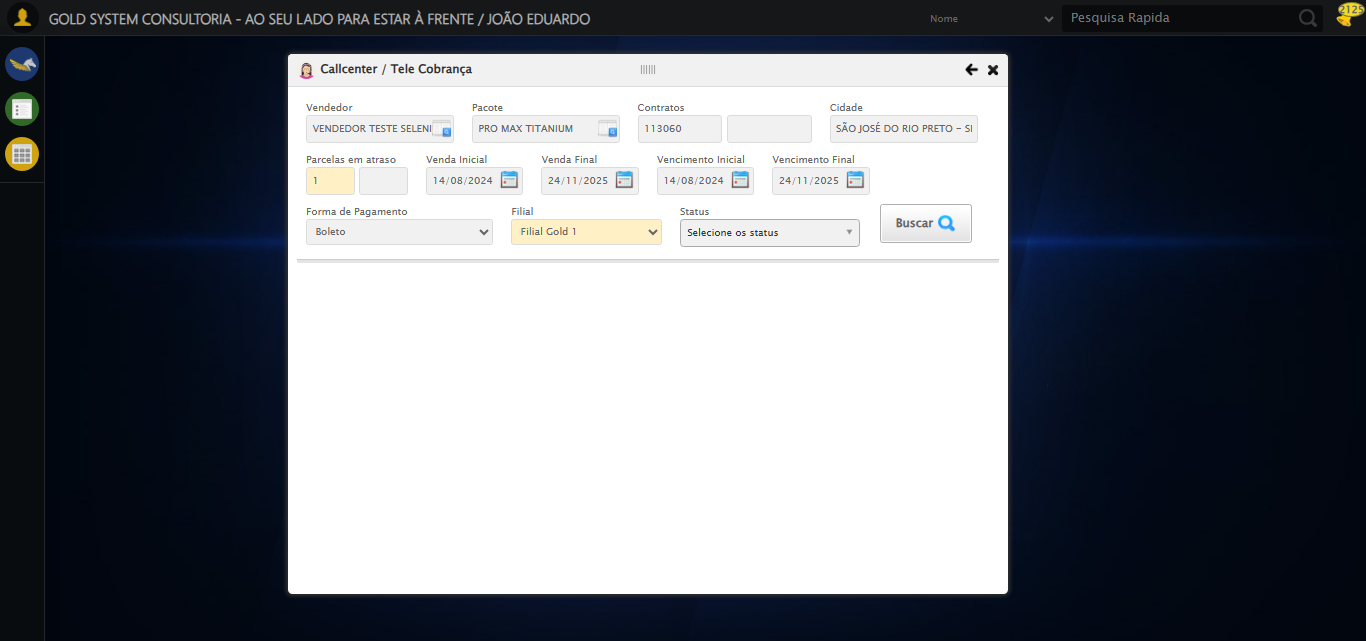 GOLD SYSTEM CONSULTORIA - AO SEU LADO PARA ESTAR À FRENTE / JOÃO EDUARDO
Nome
Pesquisa Rapida
2125
Callcenter / Tele Cobrança
Vendedor Pacote Contratos Cidade
VENDEDOR TESTE SELENI PRO MAX TITANIUM 113060 SÃO JOSÉ DO RIO PRETO - SI
Parcelas em atraso Venda Inicial Venda Final Vencimento Inicial Vencimento Final
1 14/08/2024 24/11/2025 14/08/2024 24/11/2025
Forma de Pagamento Filial Status
Boleto Filial Gold 1 Selecione os status Buscar